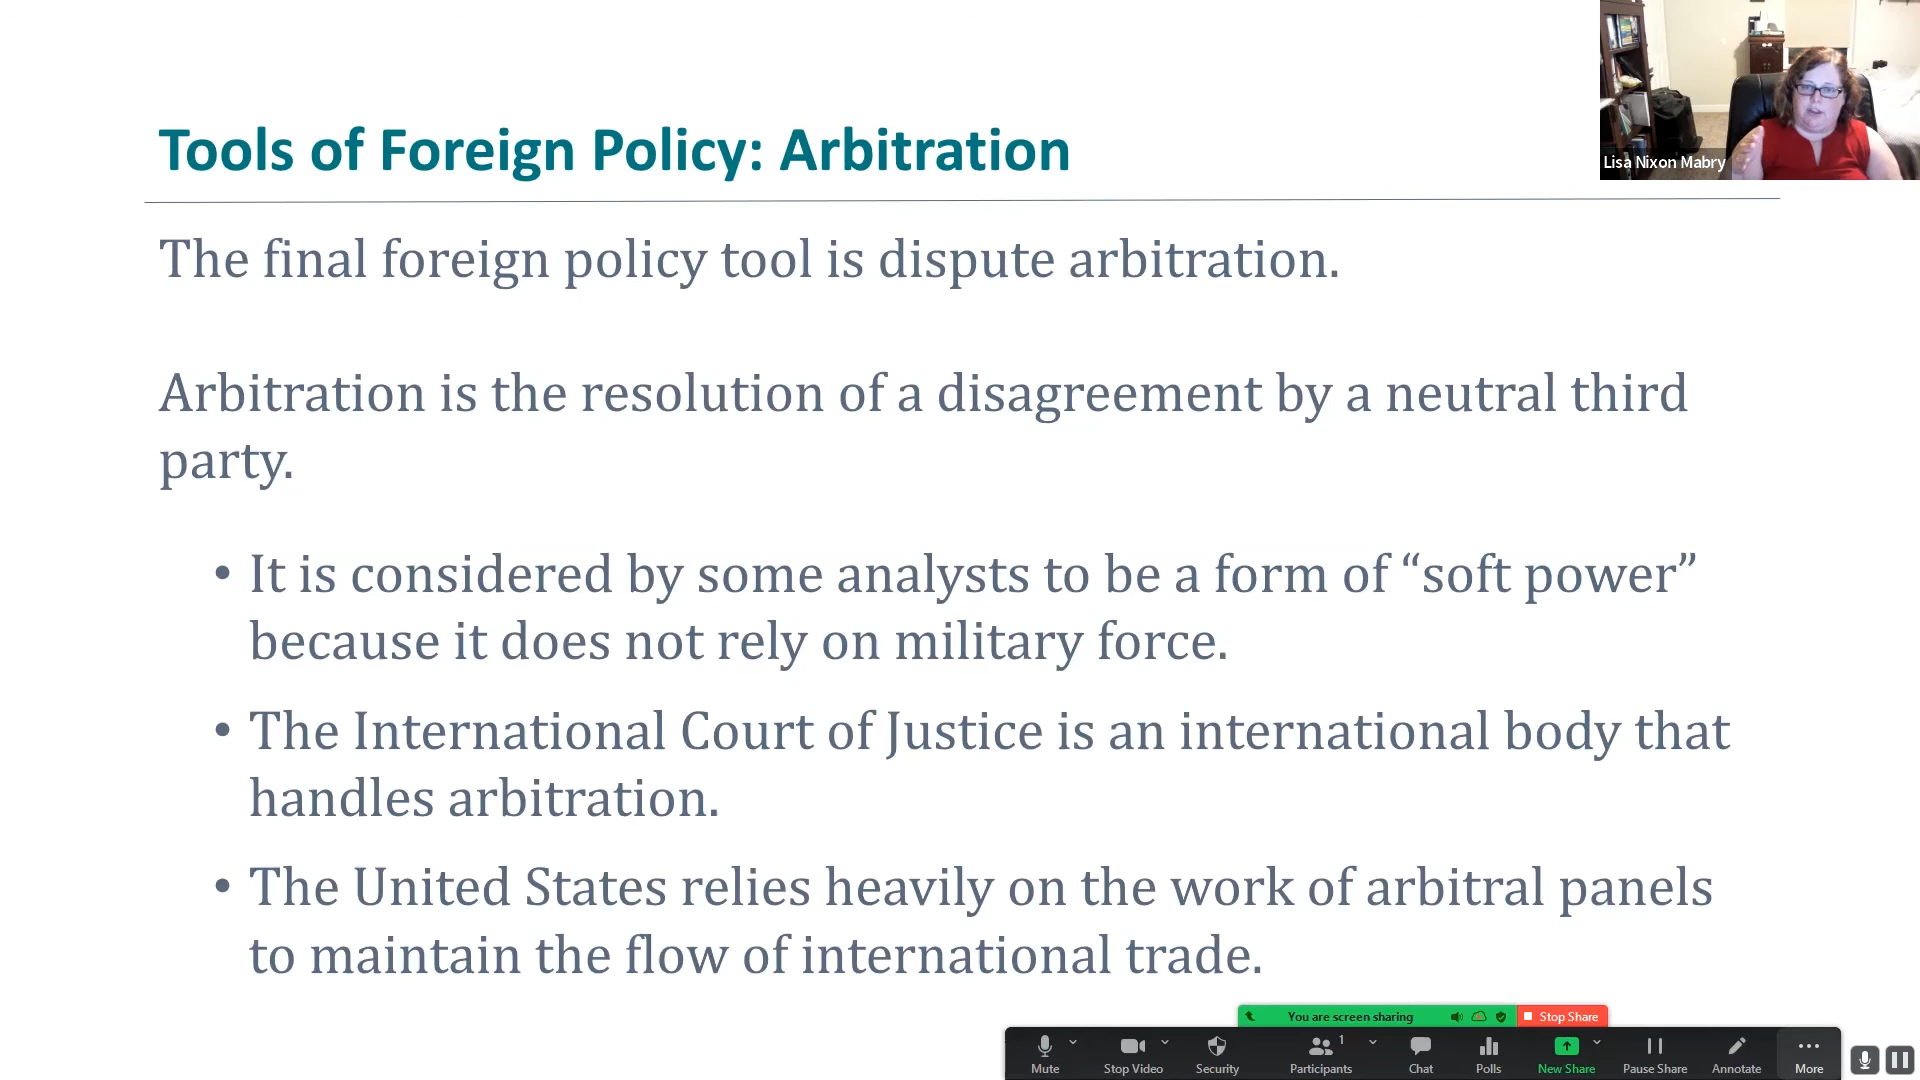 Lisa Nixon Mabry
Tools of Foreign Policy: Arbitration
The final foreign policy tool is dispute arbitration.
Arbitration is the resolution of a disagreement by a neutral third
party.
• It is considered by some analysts to be a form of “soft power”
because it does not rely on military force.
• The International Court of Justice is an international body that
handles arbitration.
• The United States relies heavily on the work of arbitral panels
to maintain the flow of international trade.
You are screen sharing
Stop Share
Mute
Stop Video
Security
Participants
1
Chat
Polls
New Share
Pause Share
Annotate
More